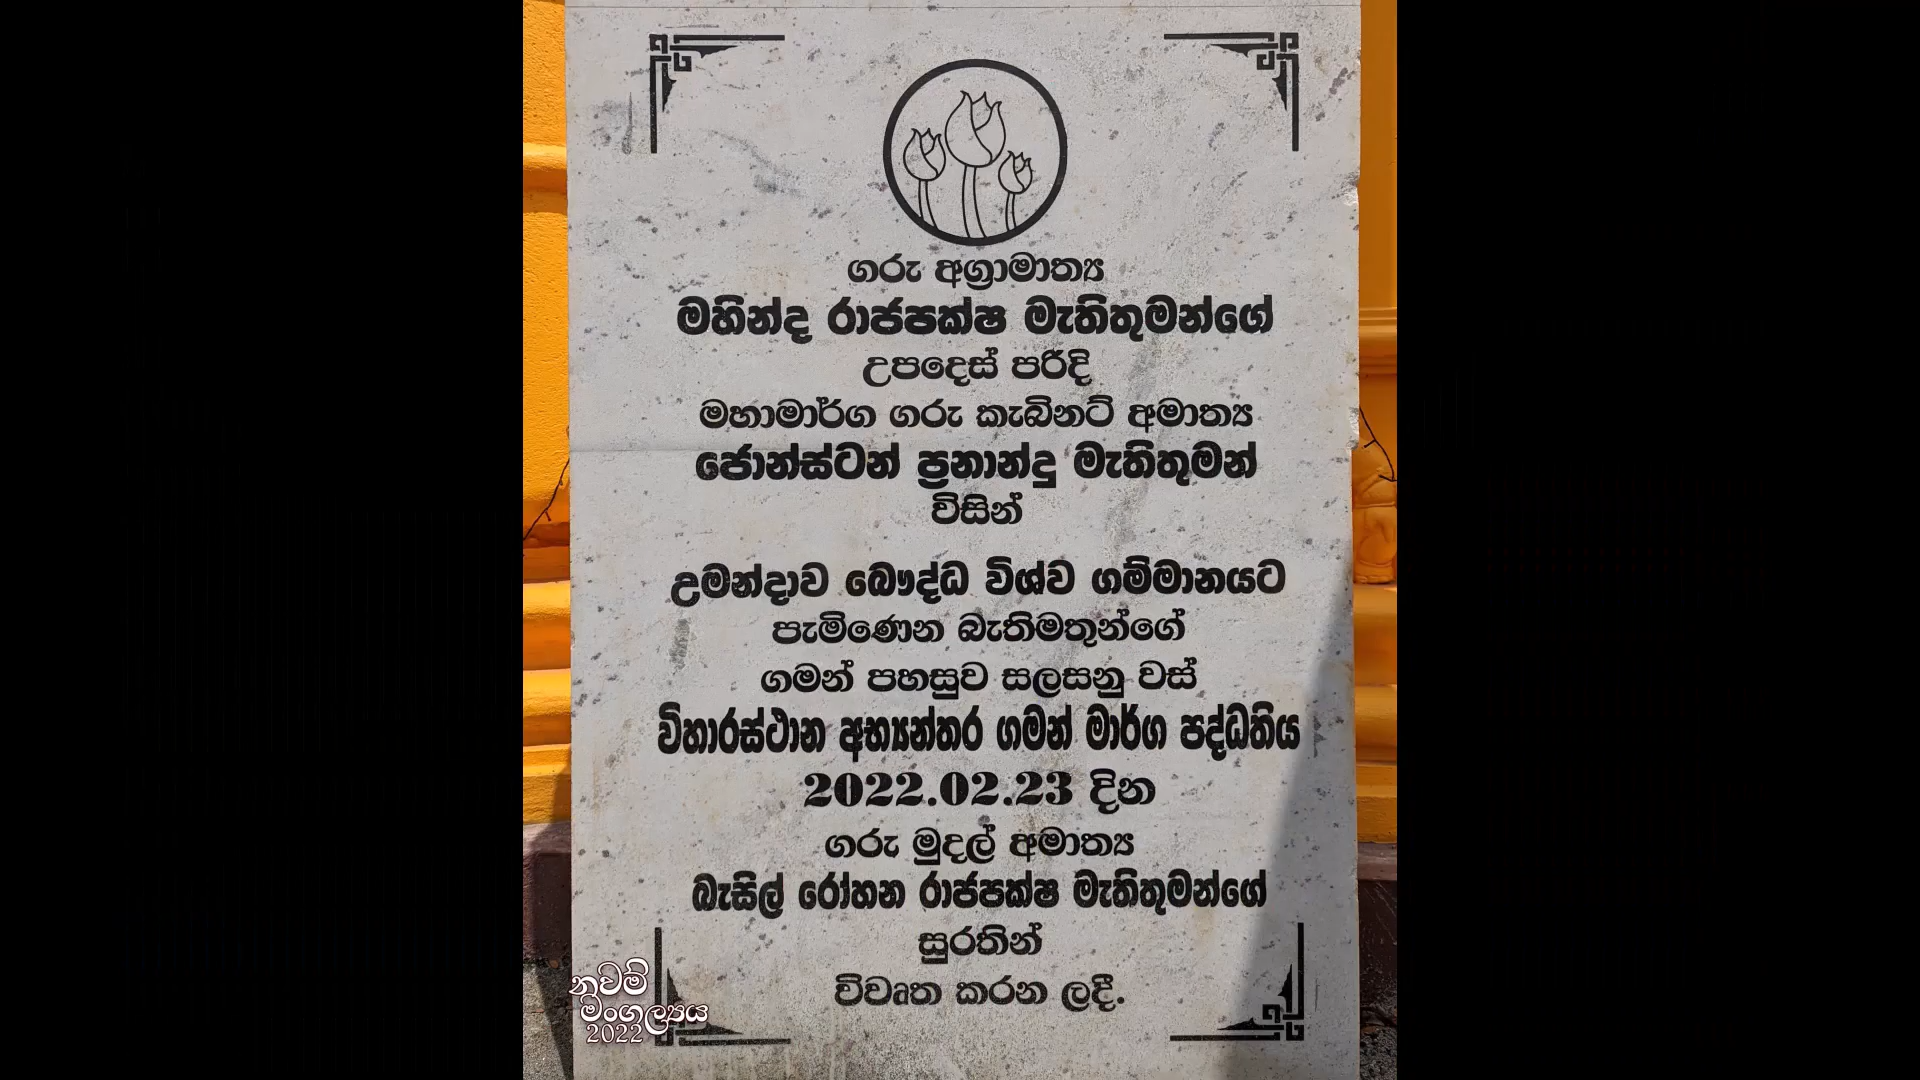 ගරු අග්‍රාමාත්‍ය
මහින්ද රාජපක්ෂ මැතිතුමන්ගේ
උපදෙස් පරිදි
මහාමාර්ග ගරු කැබිනට් අමාත්‍ය
ජොන්ස්ටන් ප්‍රනාන්දු මැතිතුමන්
විසින්
උමන්දාව බෞද්ධ විශ්ව ගම්මානයට
පැමිණෙන බැතිමතුන්ගේ
ගමන් පහසුව සලසනු වස්
විහාරස්ථාන අභ්‍යන්තර ගමන් මාර්ග පද්ධතිය
2022.02.23 දින
ගරු මුදල් අමාත්‍ය
බැසිල් රෝහන රාජපක්ෂ මැතිතුමන්ගේ
සුරතින්
විවෘත කරන ලදී.
නවම්
මංගල්‍යය
2022